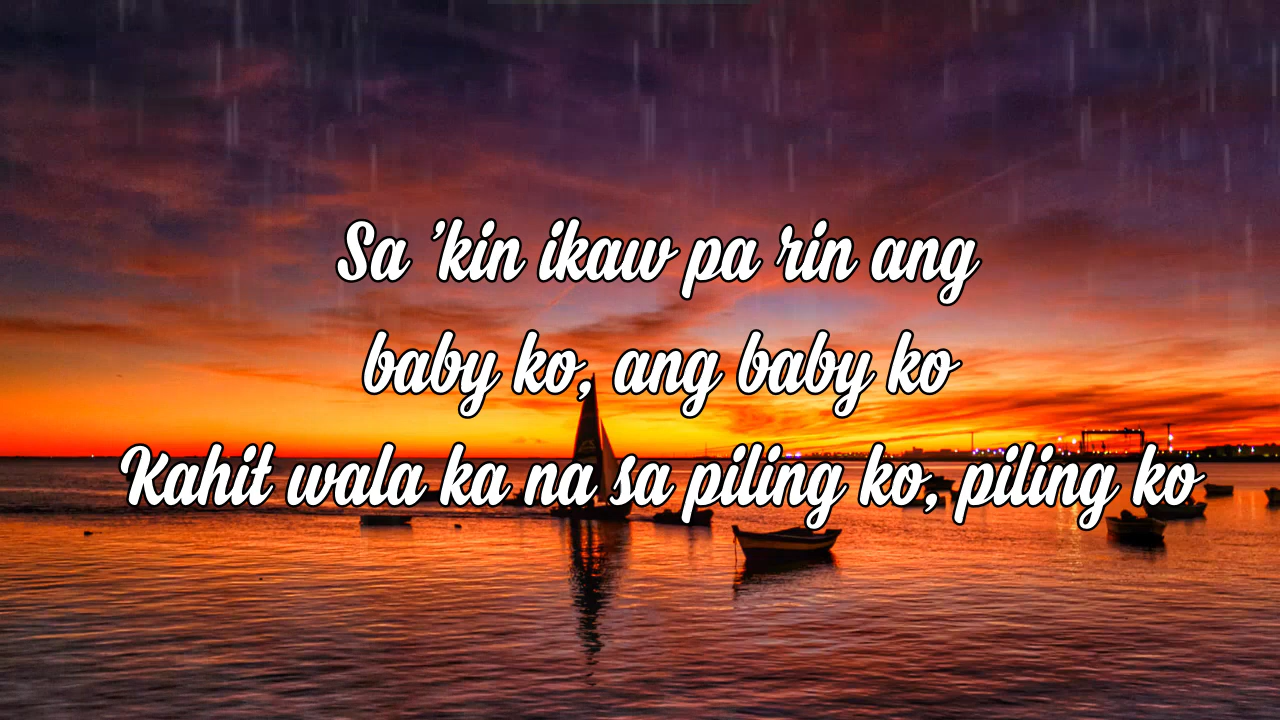 Sa 'kin ikaw pa 'rin ang
baby ko, ang baby ko
Kahit wala ka na sa piling ko, piling ko